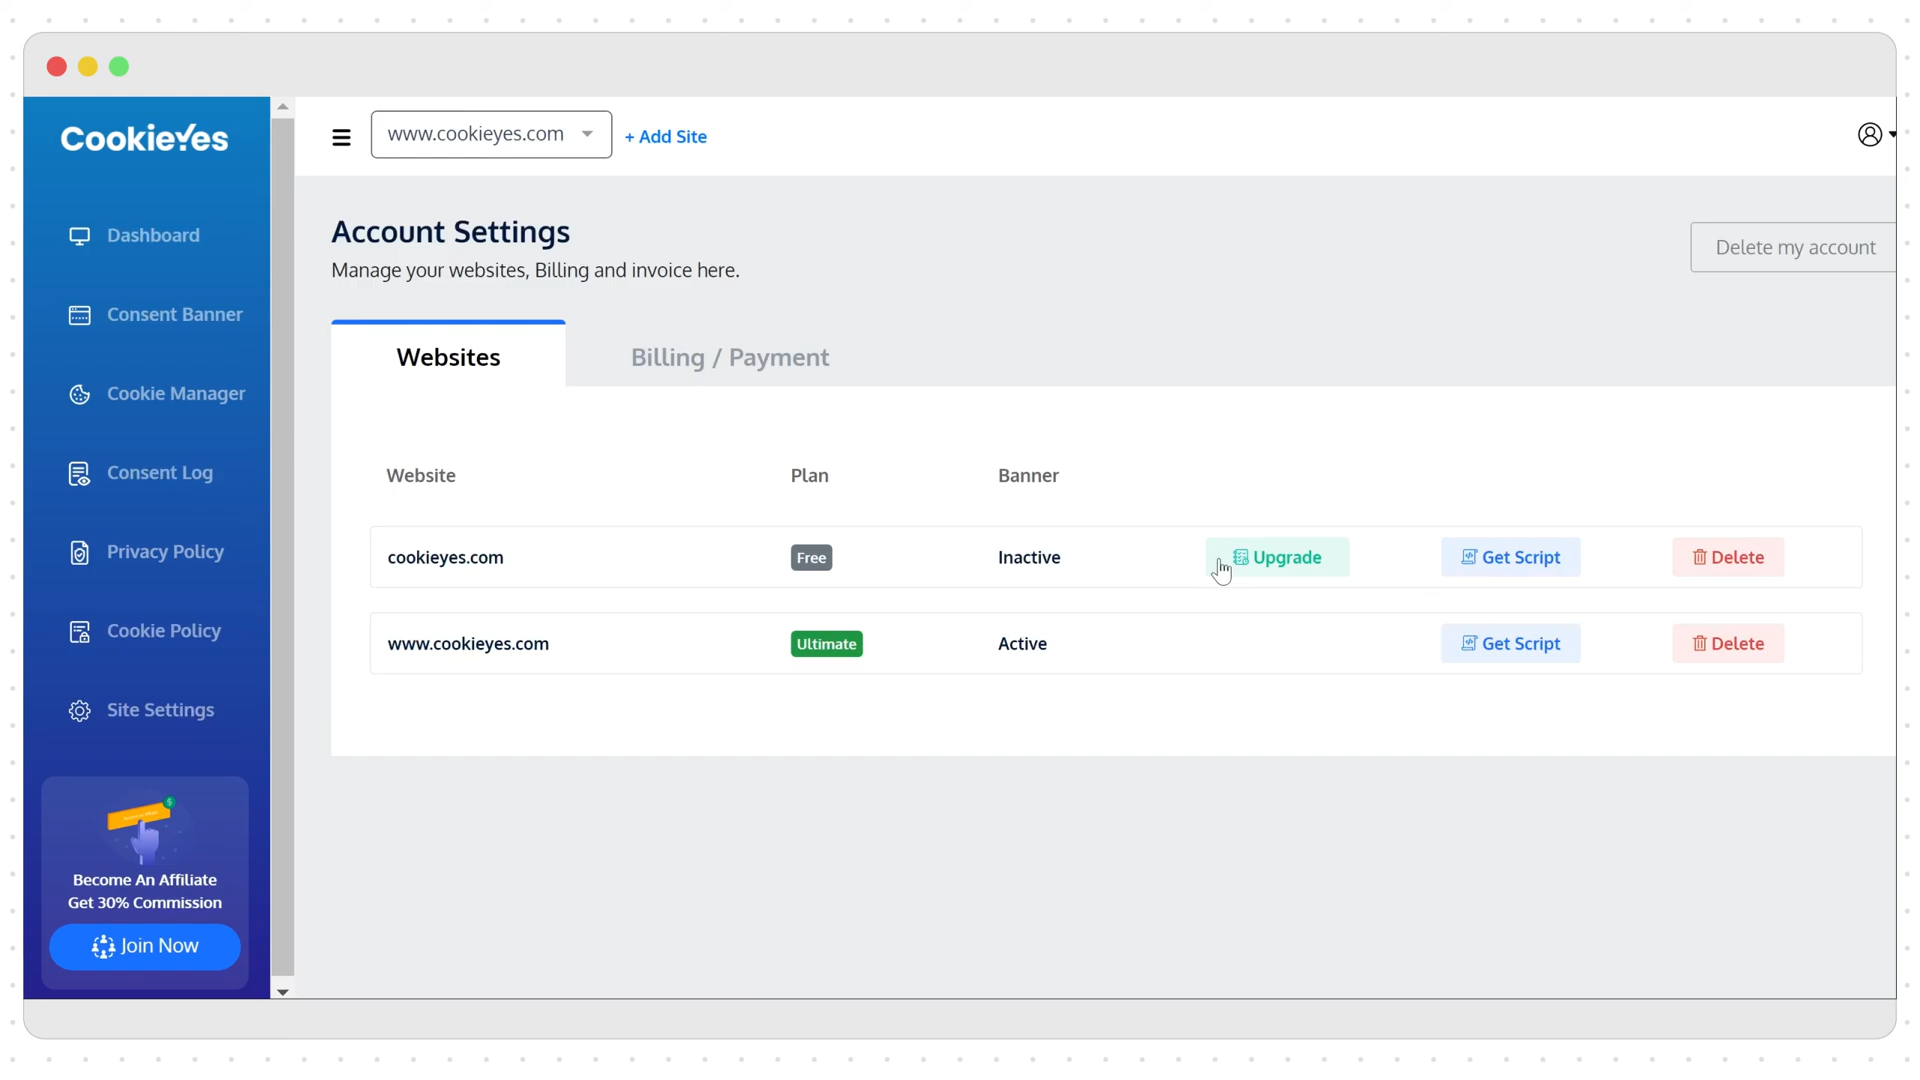 CookieYes
www.cookieyes.com
+ Add Site
Dashboard
Consent Banner
Cookie Manager
Consent Log
Privacy Policy
Cookie Policy
Site Settings
Become An Affiliate
Get 30% Commission
Join Now
Account Settings
Manage your websites, Billing and invoice here.
Delete my account
Websites
Billing / Payment
Website Plan Banner
cookieyes.com Free Inactive Upgrade Get Script Delete
www.cookieyes.com Ultimate Active Get Script Delete